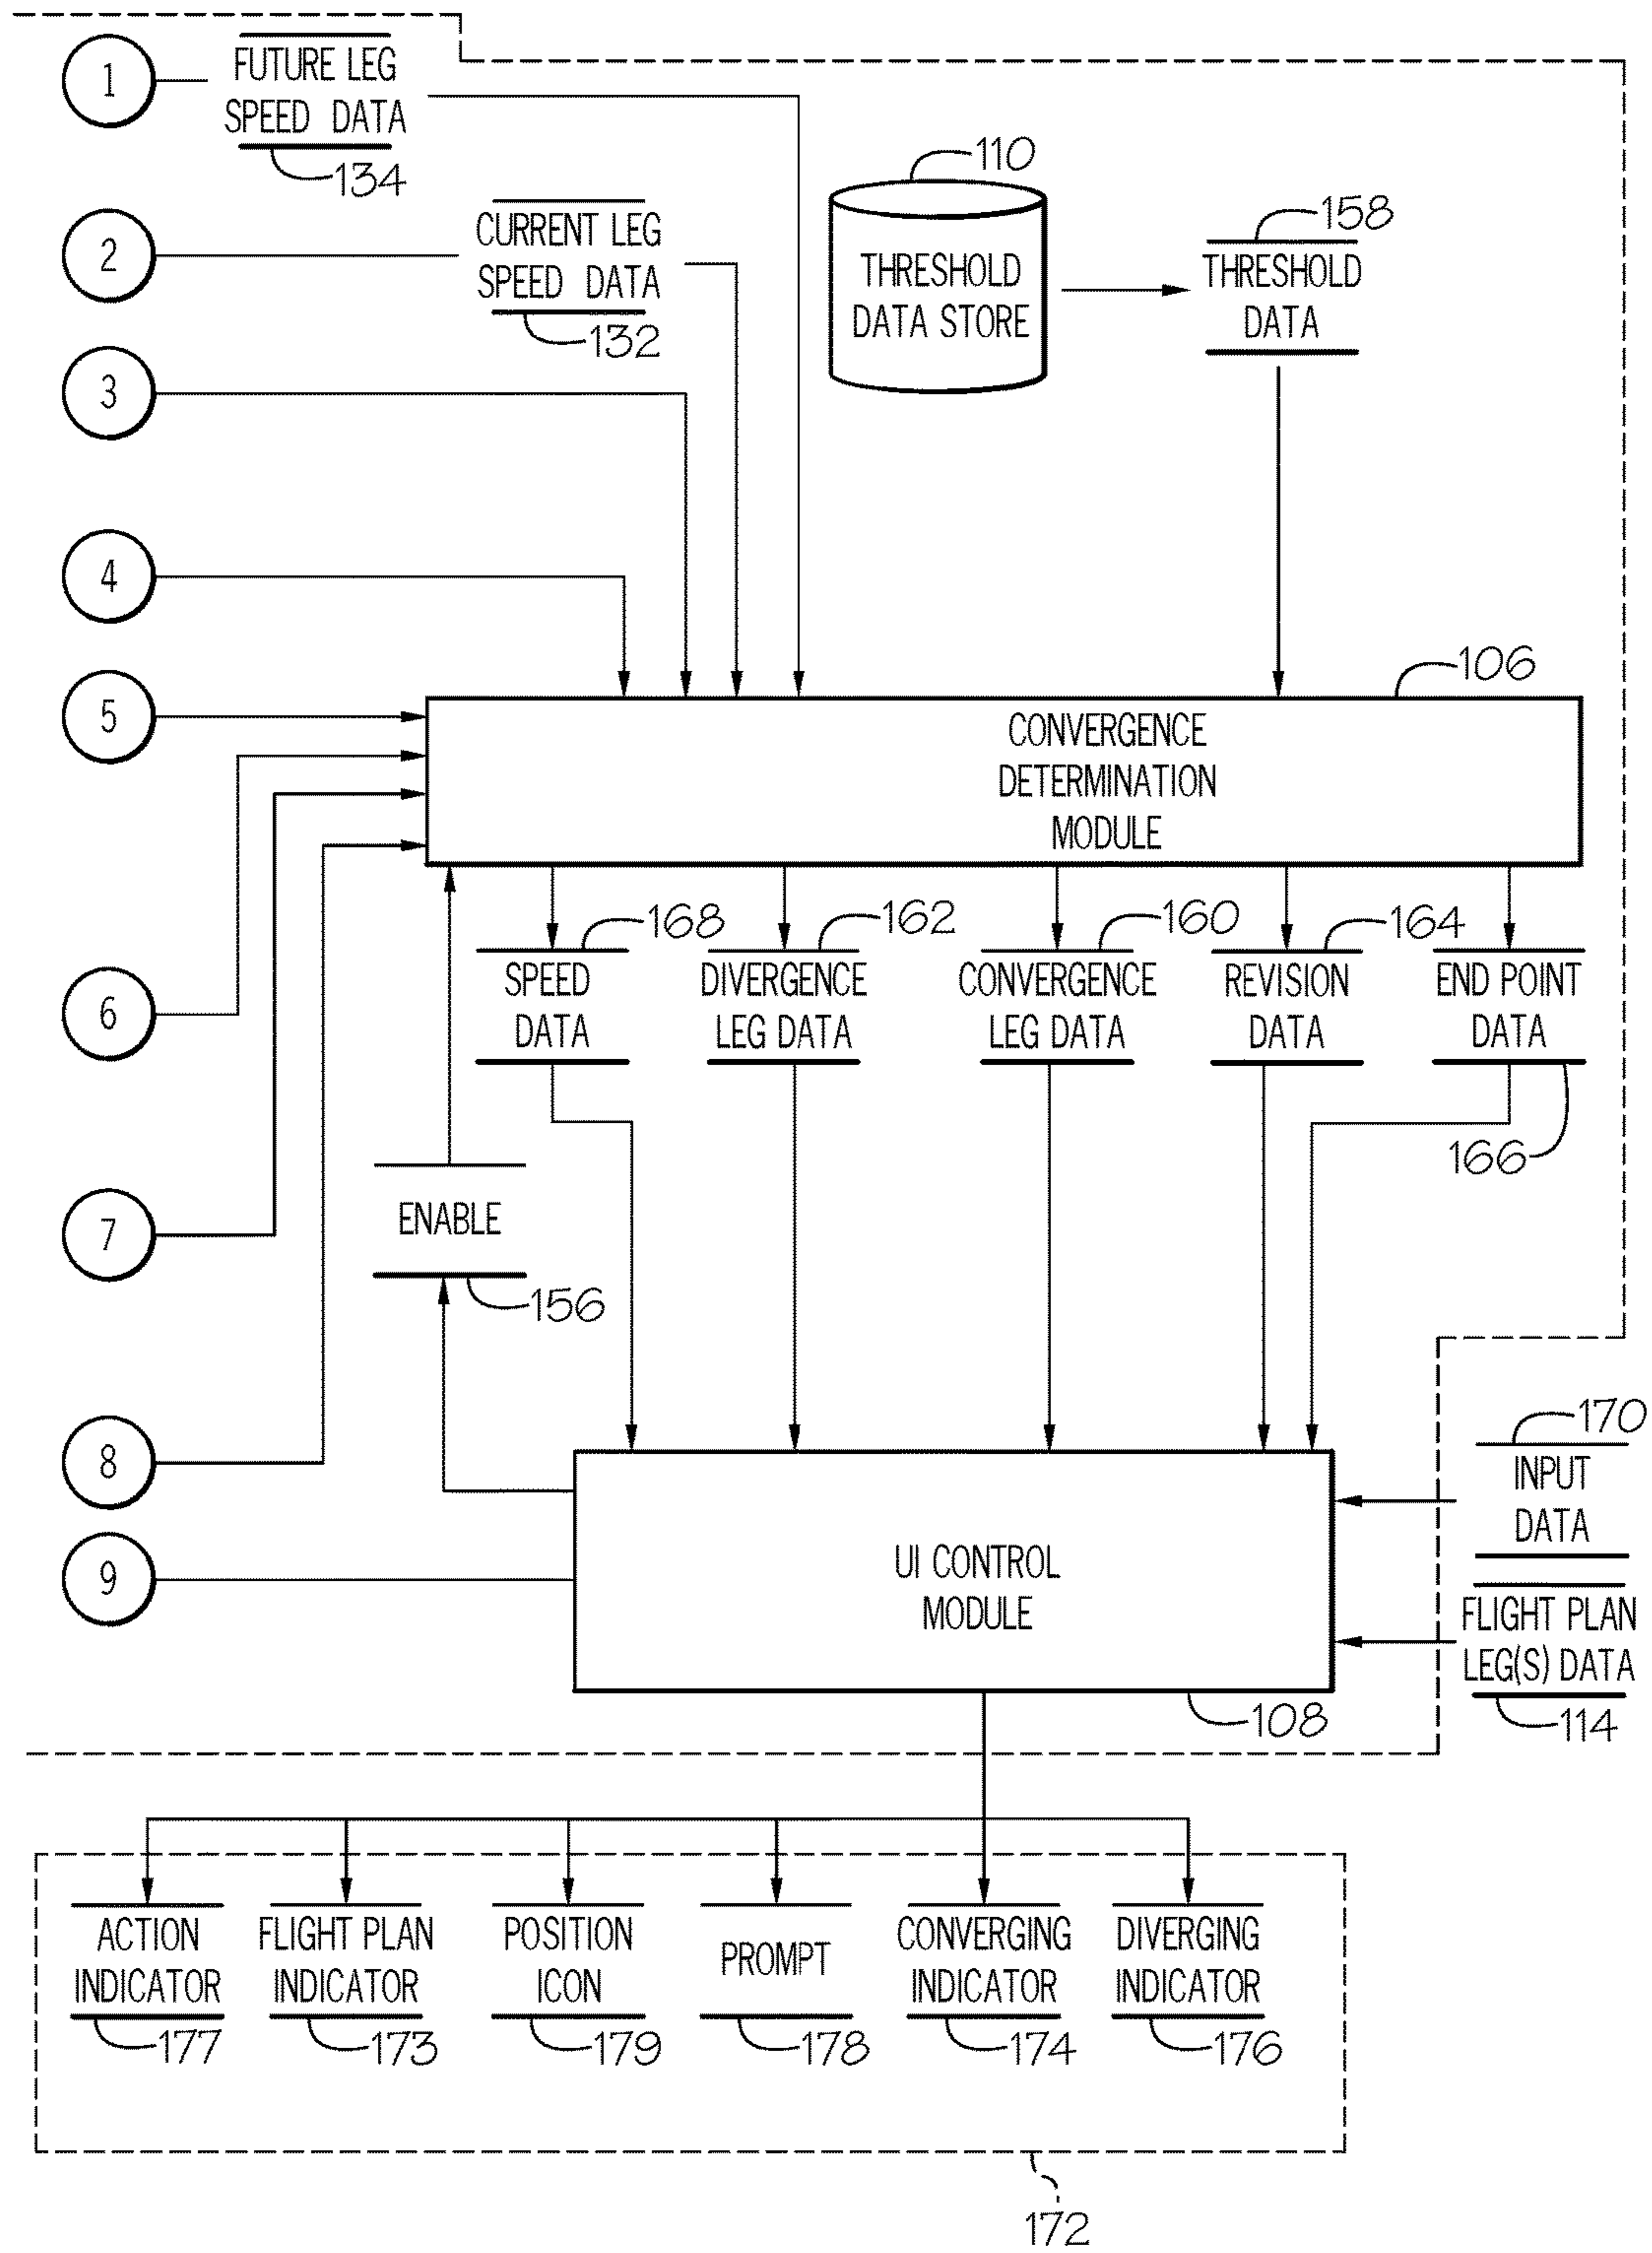 1
FUTURE LEG
SPEED DATA
134
2
CURRENT LEG
SPEED DATA
132
110
THRESHOLD
DATA STORE
158
THRESHOLD
DATA
3
4
5
106
CONVERGENCE
DETERMINATION
MODULE
168
SPEED
DATA
162
DIVERGENCE
LEG DATA
160
CONVERGENCE
LEG DATA
164
REVISION
DATA
END POINT
DATA
166
6
7
ENABLE
156
8
9
UI CONTROL
MODULE
108
170
INPUT
DATA
FLIGHT PLAN
LEG(S) DATA
114
ACTION
INDICATOR
177
FLIGHT PLAN
INDICATOR
173
POSITION
ICON
179
PROMPT
178
CONVERGING
INDICATOR
174
DIVERGING
INDICATOR
176
172